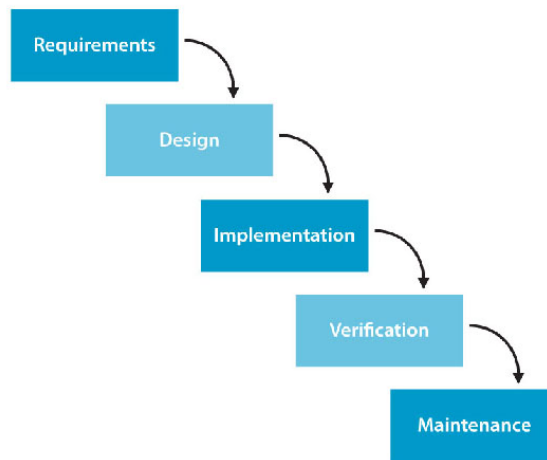 Requirements
Design
Implementation
Verification
Maintenance